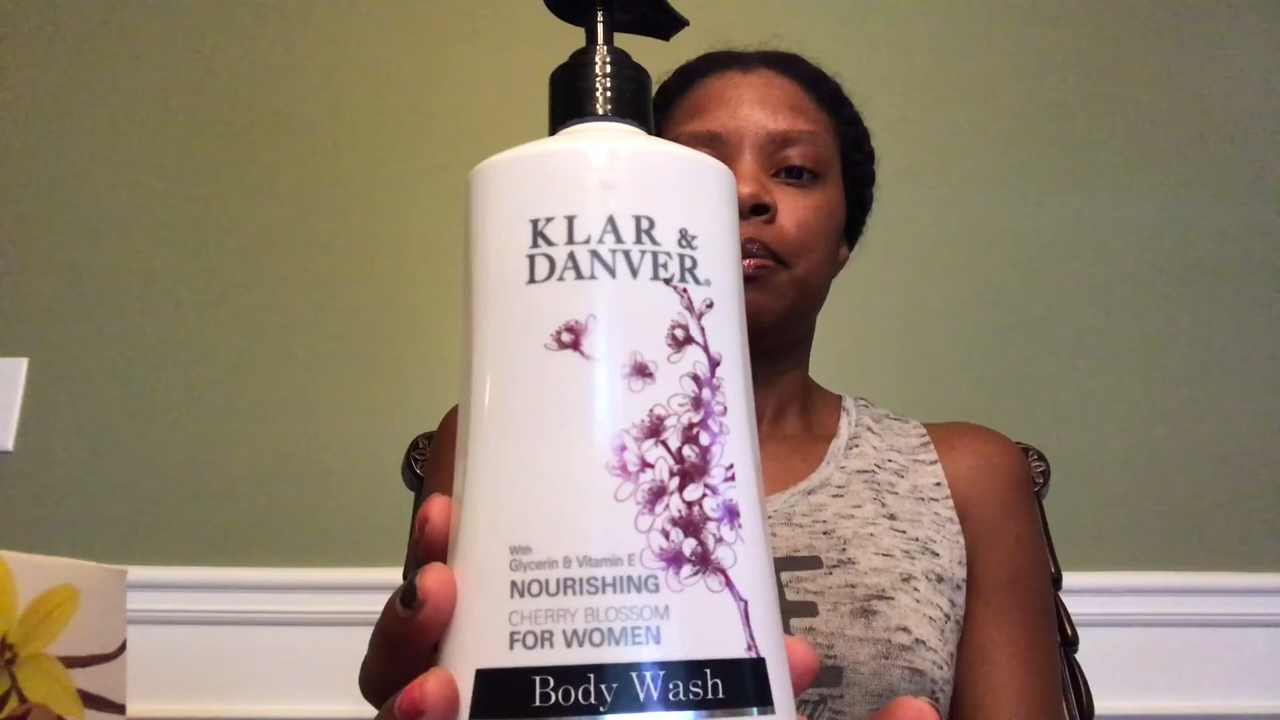 KLAR &
DANVER®
With
Glycerin & Vitamin E
NOURISHING
CHERRY BLOSSOM
FOR WOMEN
Body Wash